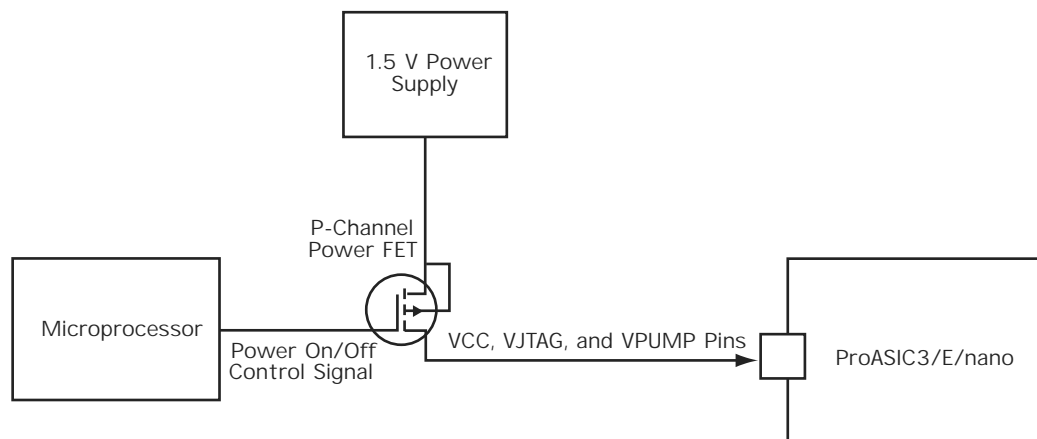 1.5 V Power
Supply
P-Channel
Power FET
Microprocessor
Power On/Off
Control Signal
VCC, VJTAG, and VPUMP Pins
ProASIC3/E/nano